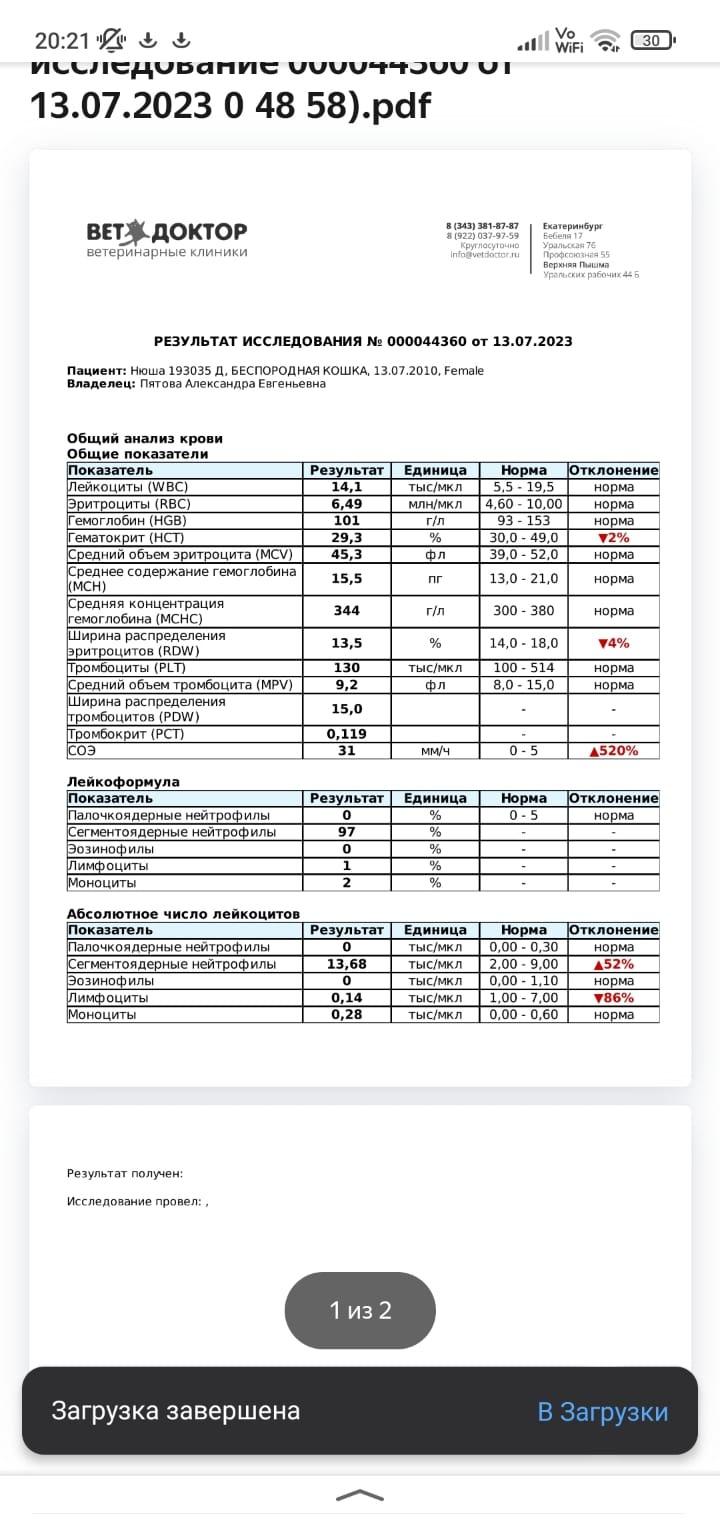 20:21 Vo WiFi 30
исследование 000044360 от
13.07.2023 0 48 58).pdf
ВЕТ ДОКТОР
ветеринарные клиники
8 (343) 381-87-87
8 (922) 037-97-59
Круглосуточно
info@vetdoctor.ru
Екатеринбург
Бебеля 17
Уральская 76
Профсоюзная 55
Верхняя Пышма
Уральских рабочих 44 Б
РЕЗУЛЬТАТ ИССЛЕДОВАНИЯ № 000044360 от 13.07.2023
Пациент: Нюша 193035 Д, БЕСПОРОДНАЯ КОШКА, 13.07.2010, Female
Владелец: Пятова Александра Евгеньевна
Общий анализ крови
Общие показатели
Показатель Результат Единица Норма Отклонение
Лейкоциты (WBC) 14,1 тыс/мкл 5,5 - 19,5 норма
Эритроциты (RBC) 6,49 млн/мкл 4,60 - 10,00 норма
Гемоглобин (HGB) 101 г/л 93 - 153 норма
Гематокрит (HCT) 29,3 % 30,0 - 49,0 ▼2%
Средний объем эритроцита (MCV) 45,3 фл 39,0 - 52,0 норма
Среднее содержание гемоглобина
(MCH) 15,5 пг 13,0 - 21,0 норма
Средняя концентрация
гемоглобина (MCHC) 344 г/л 300 - 380 норма
Ширина распределения
эритроцитов (RDW) 13,5 % 14,0 - 18,0 ▼4%
Тромбоциты (PLT) 130 тыс/мкл 100 - 514 норма
Средний объем тромбоцита (MPV) 9,2 фл 8,0 - 15,0 норма
Ширина распределения
тромбоцитов (PDW) 15,0 - -
Тромбокрит (PCT) 0,119 - -
СОЭ 31 мм/ч 0 - 5 ▲520%
Лейкоформула
Показатель Результат Единица Норма Отклонение
Палочкоядерные нейтрофилы 0 % 0 - 5 норма
Сегментоядерные нейтрофилы 97 % - -
Эозинофилы 0 % - -
Лимфоциты 1 % - -
Моноциты 2 % - -
Абсолютное число лейкоцитов
Показатель Результат Единица Норма Отклонение
Палочкоядерные нейтрофилы 0 тыс/мкл 0,00 - 0,30 норма
Сегментоядерные нейтрофилы 13,68 тыс/мкл 2,00 - 9,00 ▲52%
Эозинофилы 0 тыс/мкл 0,00 - 1,10 норма
Лимфоциты 0,14 тыс/мкл 1,00 - 7,00 ▼86%
Моноциты 0,28 тыс/мкл 0,00 - 0,60 норма
Результат получен:
Исследование провел: ,
1 из 2
Загрузка завершена В Загрузки